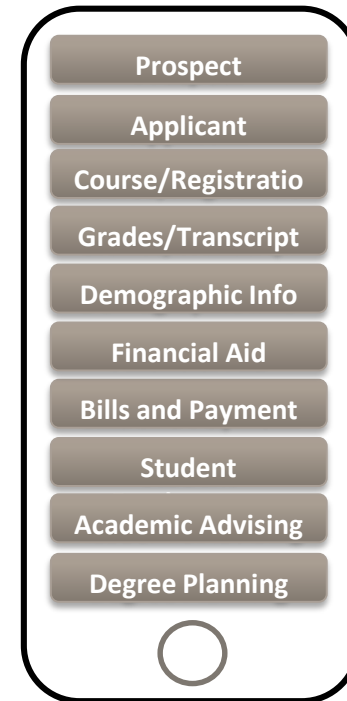 Prospect
Applicant
Course/Registratio
Grades/Transcript
Demographic Info
Financial Aid
Bills and Payment
Student
Academic Advising
Degree Planning